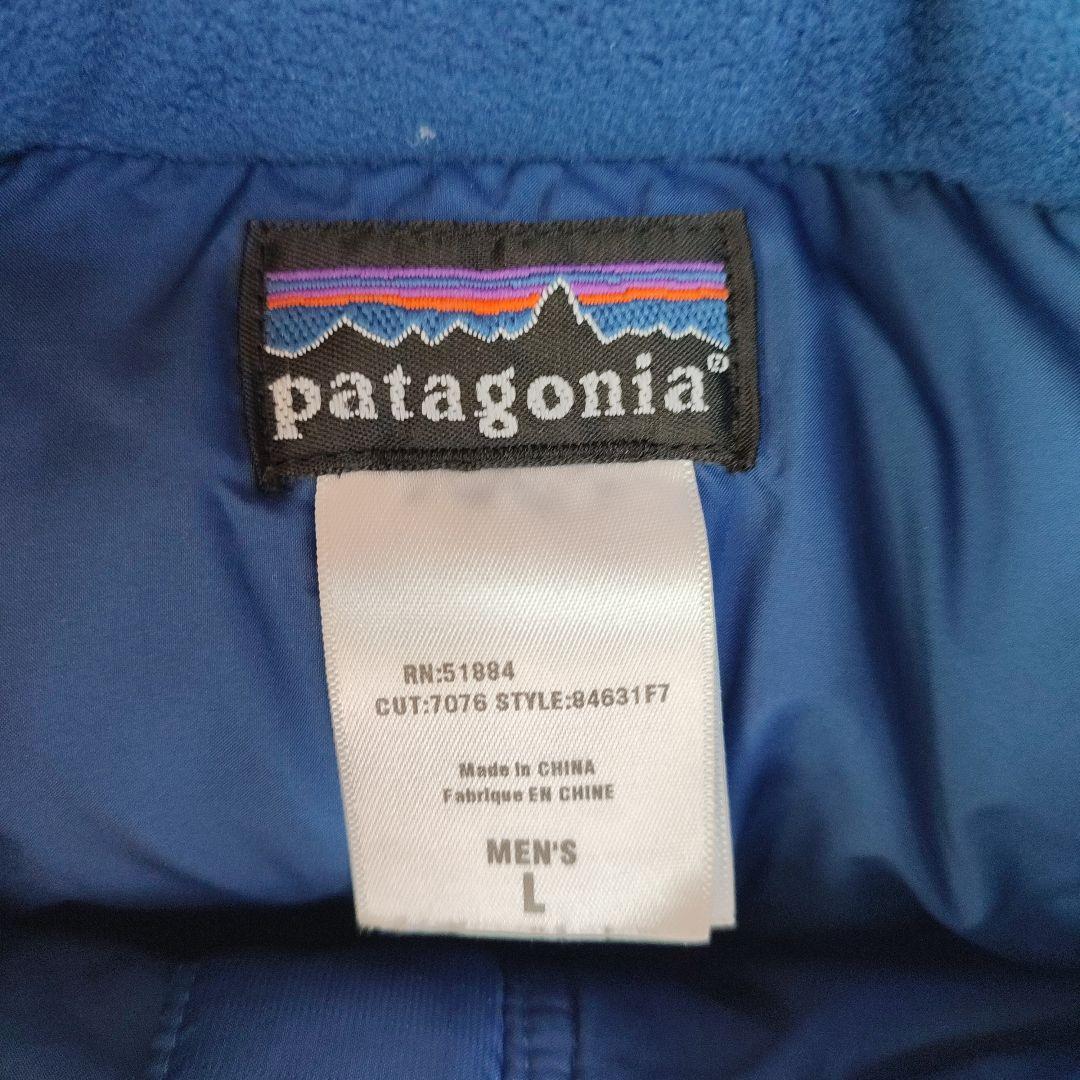 patagonia®
RN:51884
CUT:7076 STYLE:84631F7
Made in CHINA
Fabrique EN CHINE
MEN'S
L